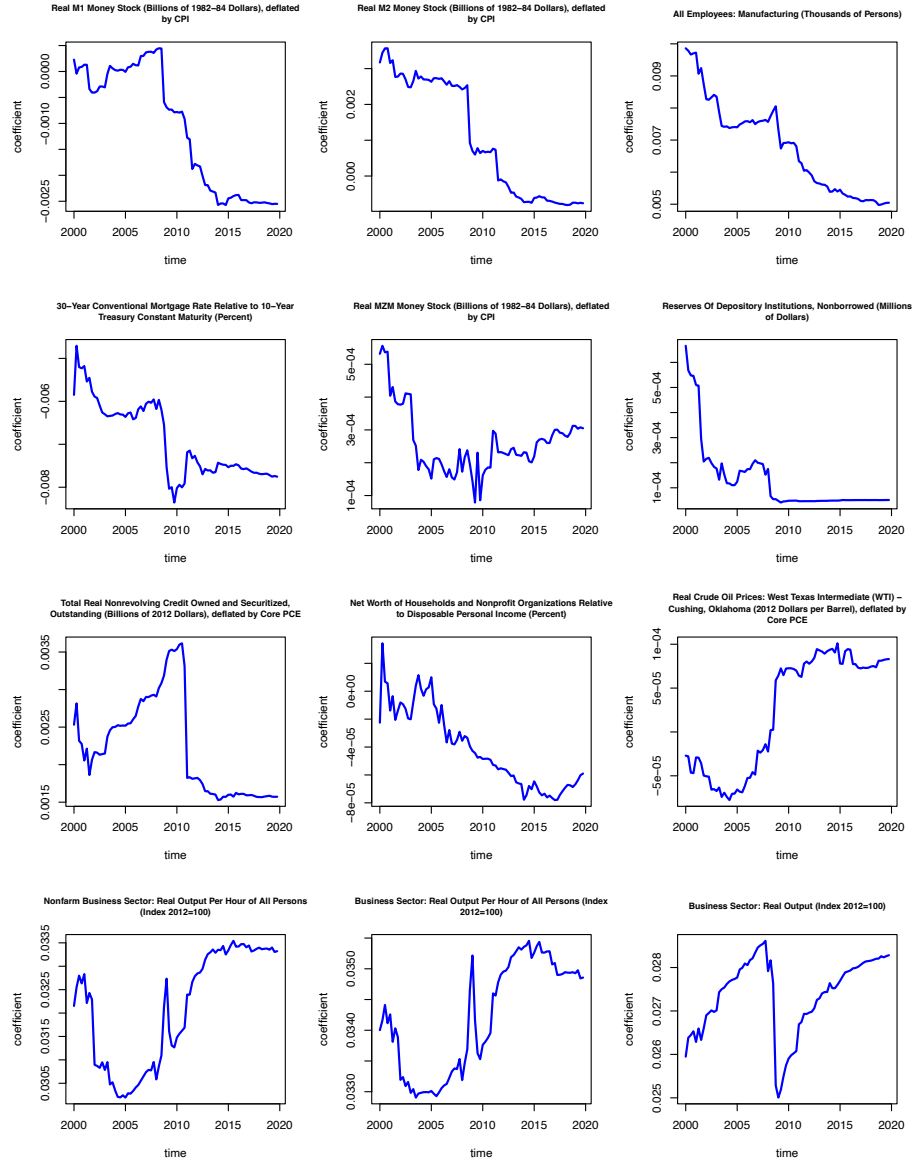 Real M1 Money Stock (Billions of 1982−84 Dollars), deflated
by CPI
coefficient
0.0000
−0.0010
−0.0025
2000 2005 2010 2015 2020
time
Real M2 Money Stock (Billions of 1982−84 Dollars), deflated
by CPI
coefficient
0.002
0.000
2000 2005 2010 2015 2020
time
All Employees: Manufacturing (Thousands of Persons)
coefficient
0.009
0.007
0.005
2000 2005 2010 2015 2020
time
30−Year Conventional Mortgage Rate Relative to 10−Year
Treasury Constant Maturity (Percent)
coefficient
−0.006
−0.008
2000 2005 2010 2015 2020
time
Real MZM Money Stock (Billions of 1982−84 Dollars), deflated
by CPI
coefficient
5e−04
3e−04
1e−04
2000 2005 2010 2015 2020
time
Reserves Of Depository Institutions, Nonborrowed (Millions
of Dollars)
coefficient
5e−04
3e−04
1e−04
2000 2005 2010 2015 2020
time
Total Real Nonrevolving Credit Owned and Securitized,
Outstanding (Billions of 2012 Dollars), deflated by Core PCE
coefficient
0.0035
0.0025
0.0015
2000 2005 2010 2015 2020
time
Net Worth of Households and Nonprofit Organizations Relative
to Disposable Personal Income (Percent)
coefficient
0e+00
−4e−05
−8e−05
2000 2005 2010 2015 2020
time
Real Crude Oil Prices: West Texas Intermediate (WTI) −
Cushing, Oklahoma (2012 Dollars per Barrel), deflated by
Core PCE
coefficient
1e−04
5e−05
−5e−05
2000 2005 2010 2015 2020
time
Nonfarm Business Sector: Real Output Per Hour of All Persons
(Index 2012=100)
coefficient
0.0335
0.0325
0.0315
0.0305
2000 2005 2010 2015 2020
time
Business Sector: Real Output Per Hour of All Persons (Index
2012=100)
coefficient
0.0350
0.0340
0.0330
2000 2005 2010 2015 2020
time
Business Sector: Real Output (Index 2012=100)
coefficient
0.028
0.027
0.026
0.025
2000 2005 2010 2015 2020
time